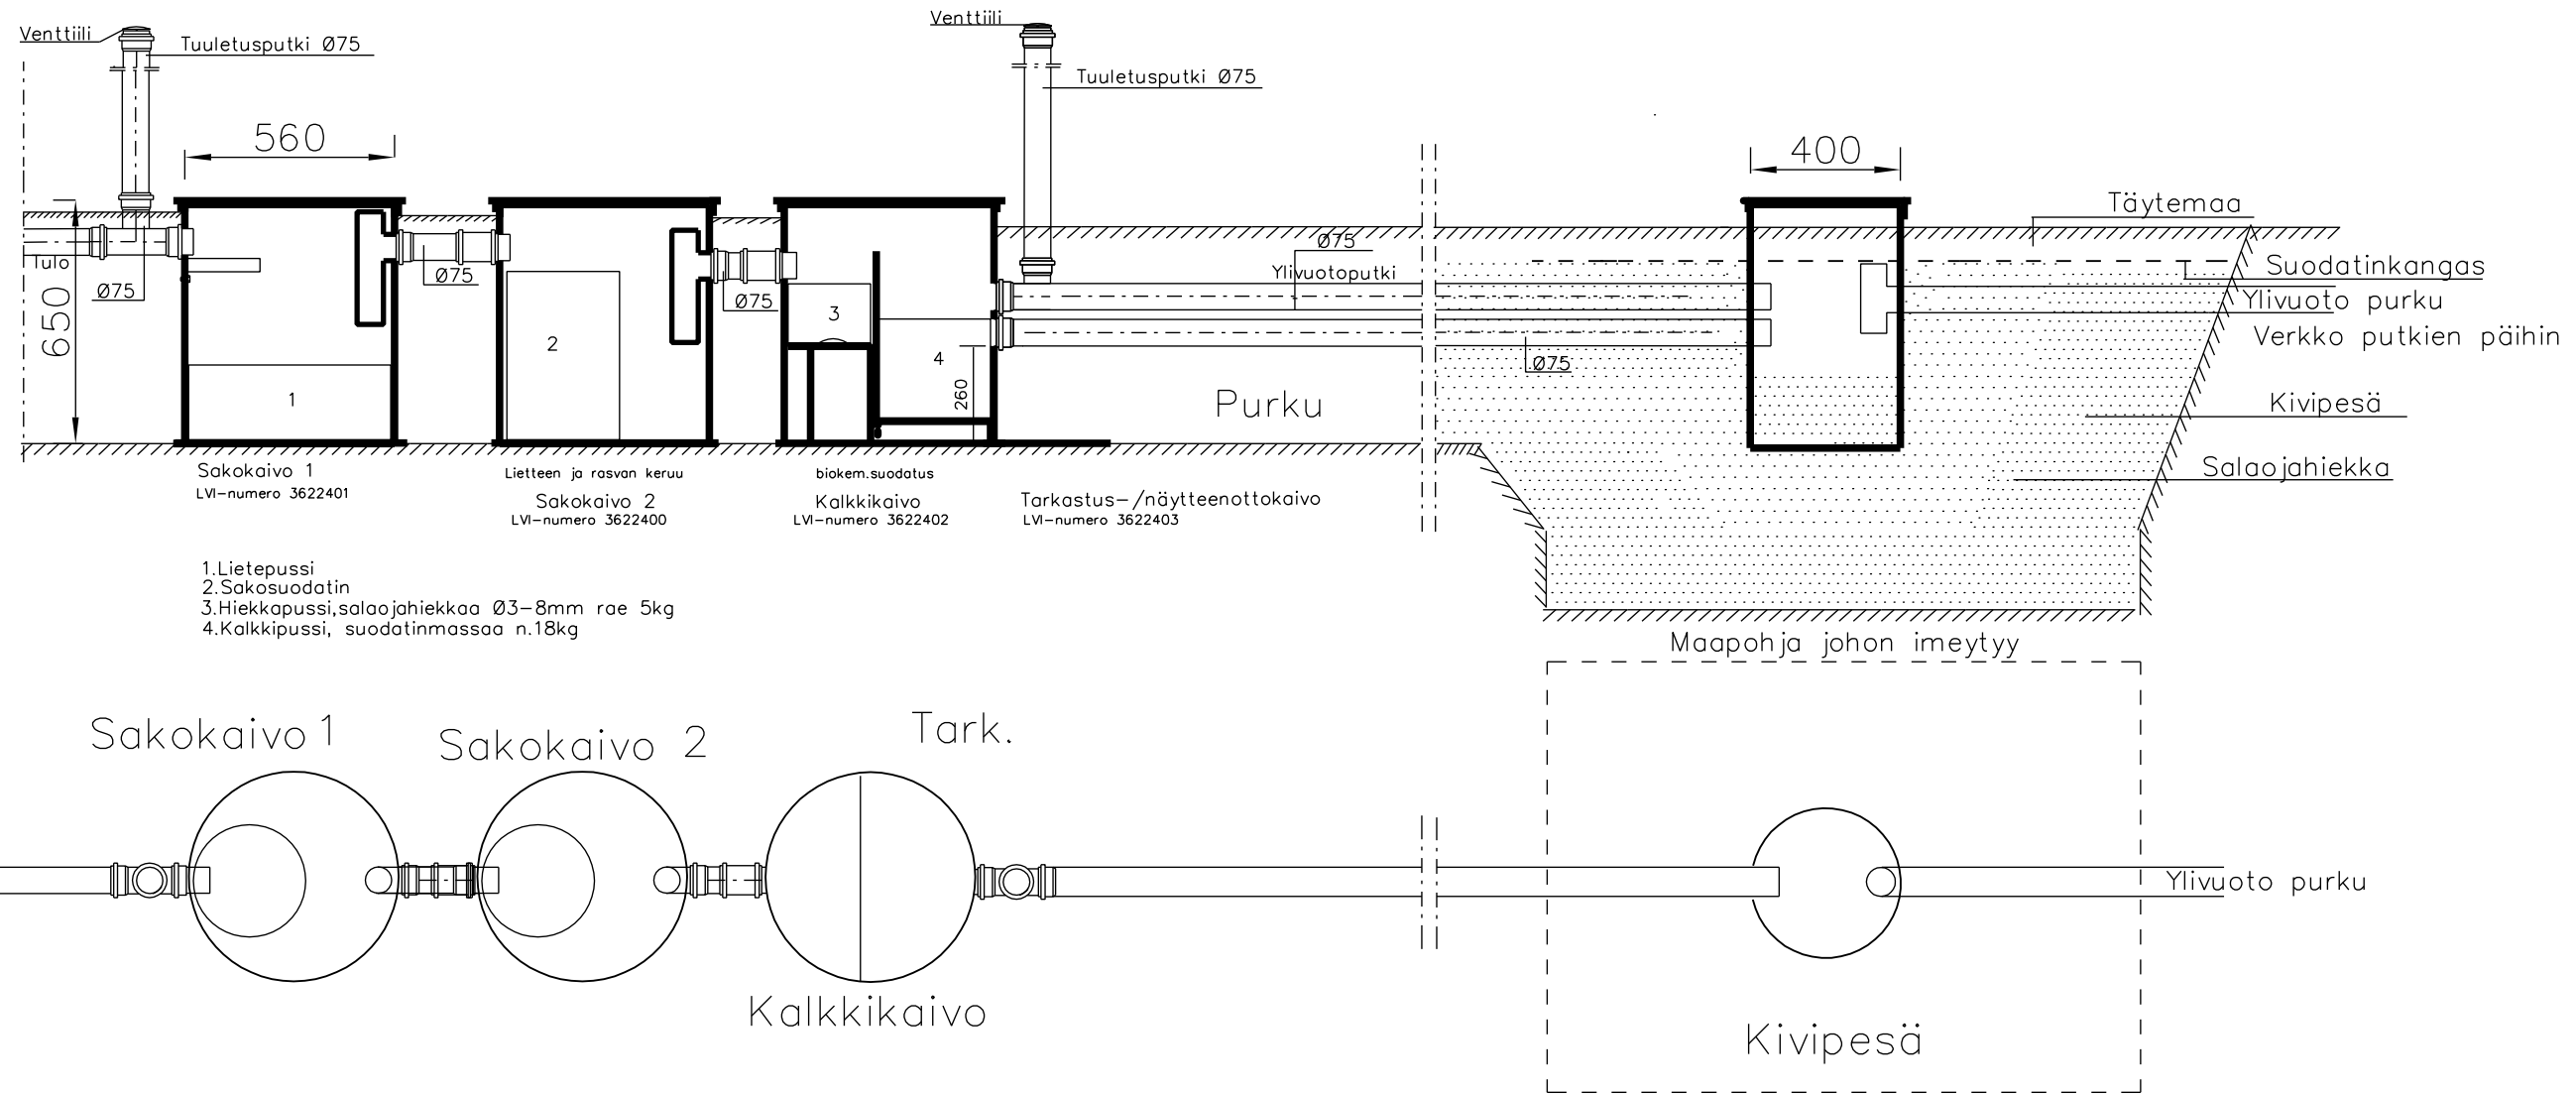 Venttiili
Tuuletusputki Ø75
Venttiili
Tuuletusputki Ø75
560
400
Täytemaa
Tulo
Ø75
Ø75
Ø75
Ø75
Ylivuotoputki
Suodatinkangas
Ylivuoto purku
Verkko putkien päihin
650
1
2
3
4
260
Ø75
Purku
Kivipesä
Salaojahiekka
Sakokaivo 1
LVI-numero 3622401
Lietteen ja rasvan keruu
Sakokaivo 2
LVI-numero 3622400
biokem.suodatus
Kalkkikaivo
LVI-numero 3622402
Tarkastus-/näytteenottokaivo
LVI-numero 3622403
1.Lietepussi
2.Sakosuodatin
3.Hiekkapussi,salaojahiekkaa Ø3-8mm rae 5kg
4.Kalkkipussi, suodatinmassaa n.18kg
Maapohja johon imeytyy
Sakokaivo 1
Sakokaivo 2
Tark.
Ylivuoto purku
Kalkkikaivo
Kivipesä